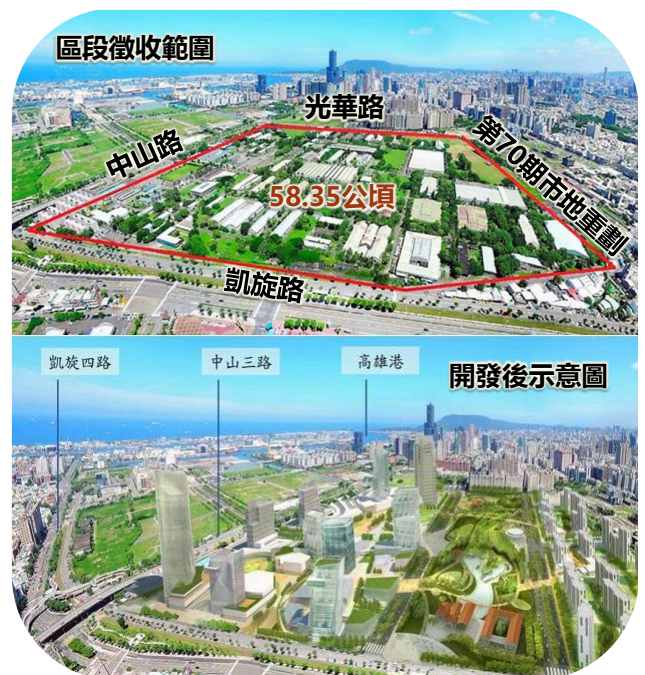 區段徵收範圍
光華路
中山路
第70期市地重劃
58.35公頃
凱旋路
凱旋四路
中山三路
高雄港
開發後示意圖